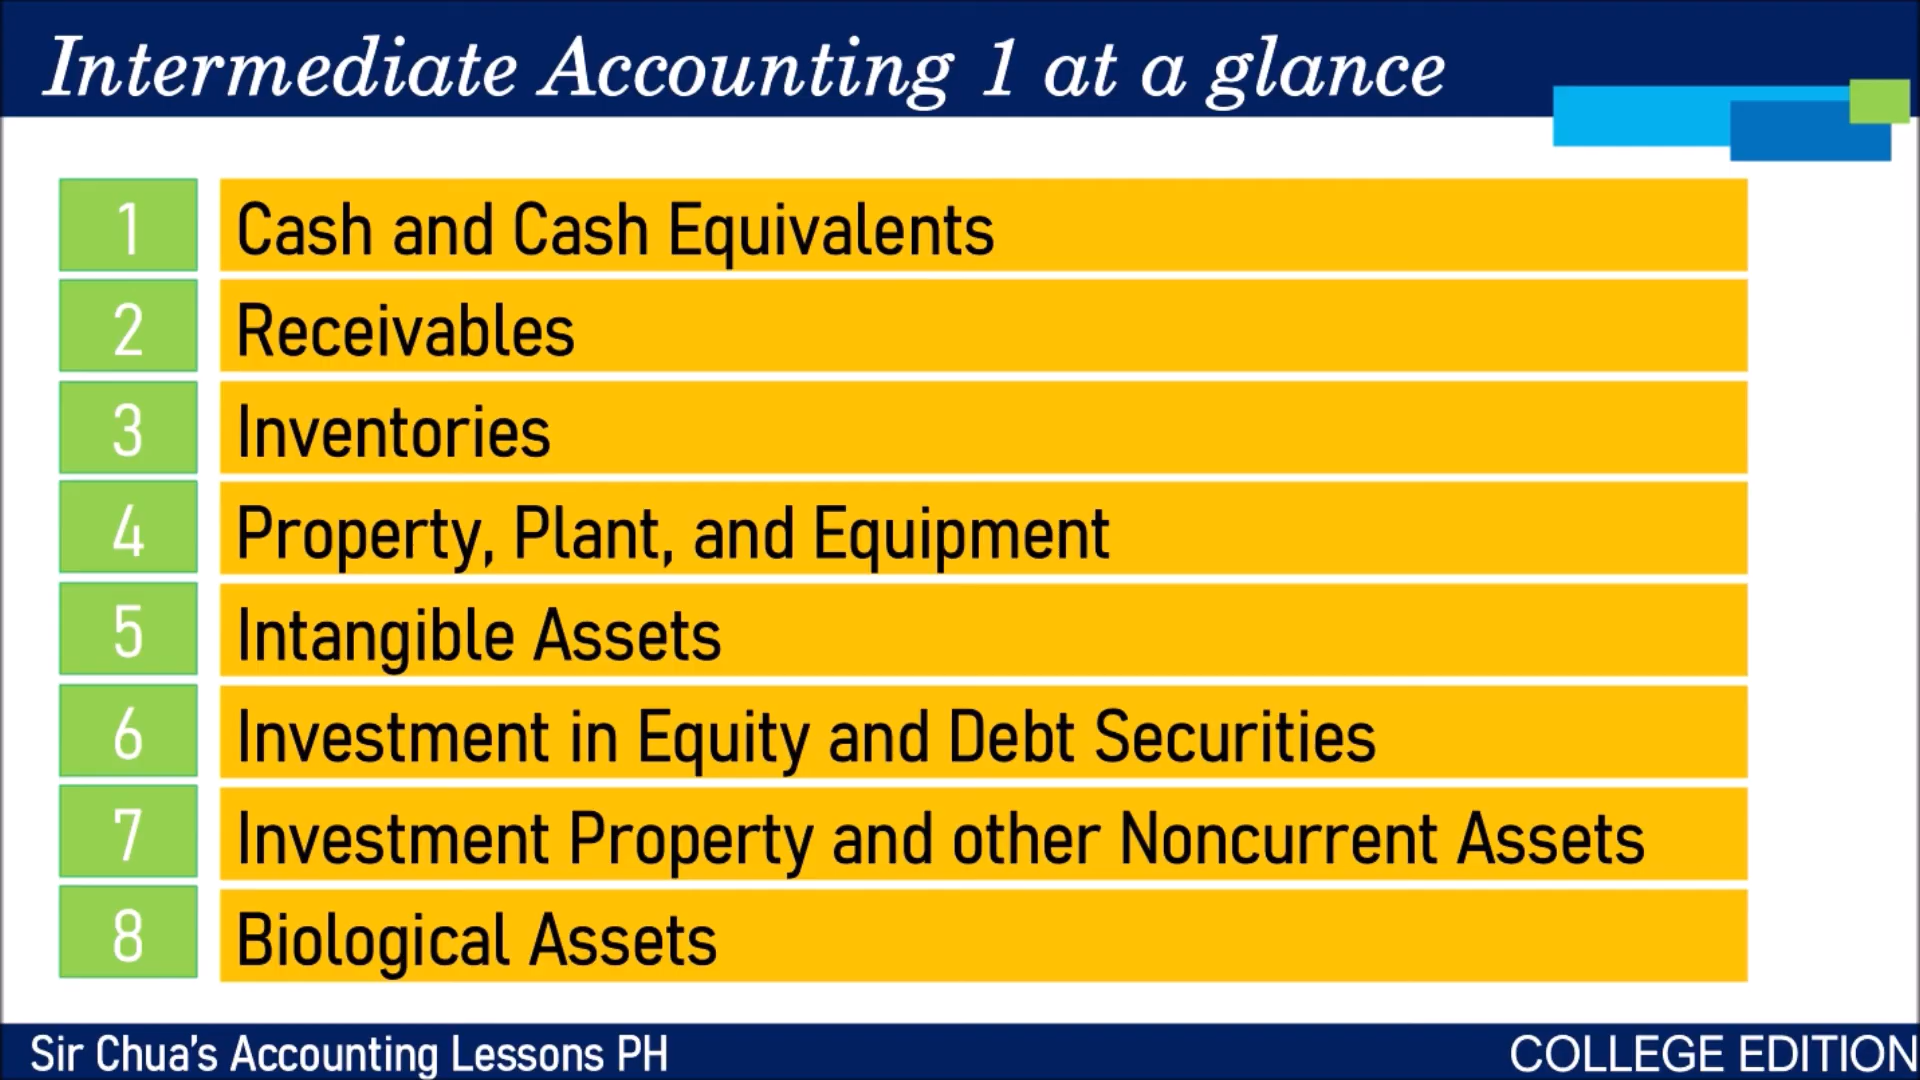 Intermediate Accounting 1 at a glance
1 Cash and Cash Equivalents
2 Receivables
3 Inventories
4 Property, Plant, and Equipment
5 Intangible Assets
6 Investment in Equity and Debt Securities
7 Investment Property and other Noncurrent Assets
8 Biological Assets
Sir Chua's Accounting Lessons PH COLLEGE EDITION